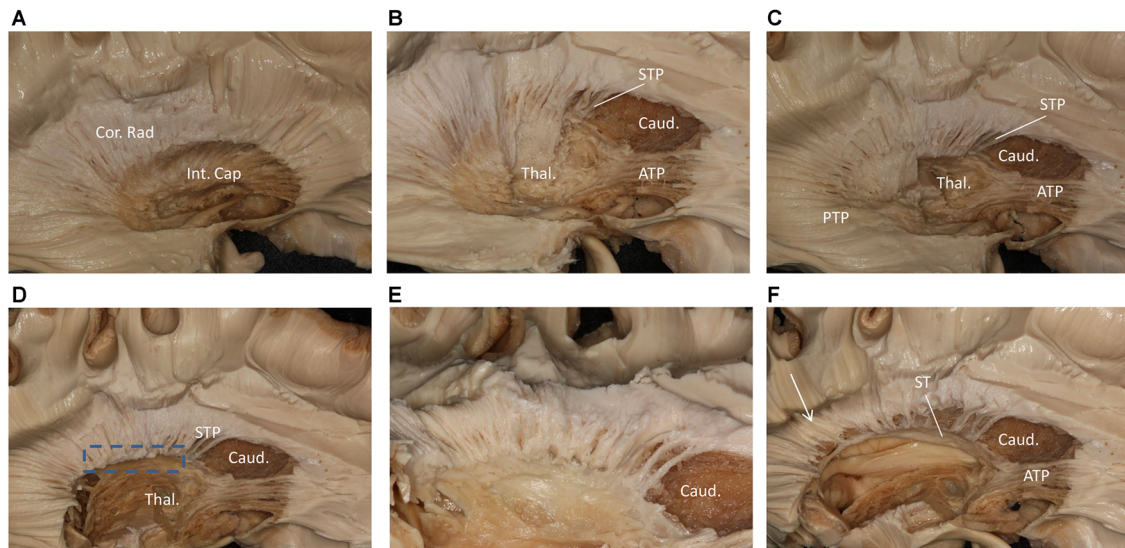 A
Cor. Rad
Int. Cap
B
STP
Caud.
Thal.
ATP
C
STP
Caud.
Thal.
ATP
PTP
D
STP
Caud.
Thal.
E
Caud.
F
ST
Caud.
ATP